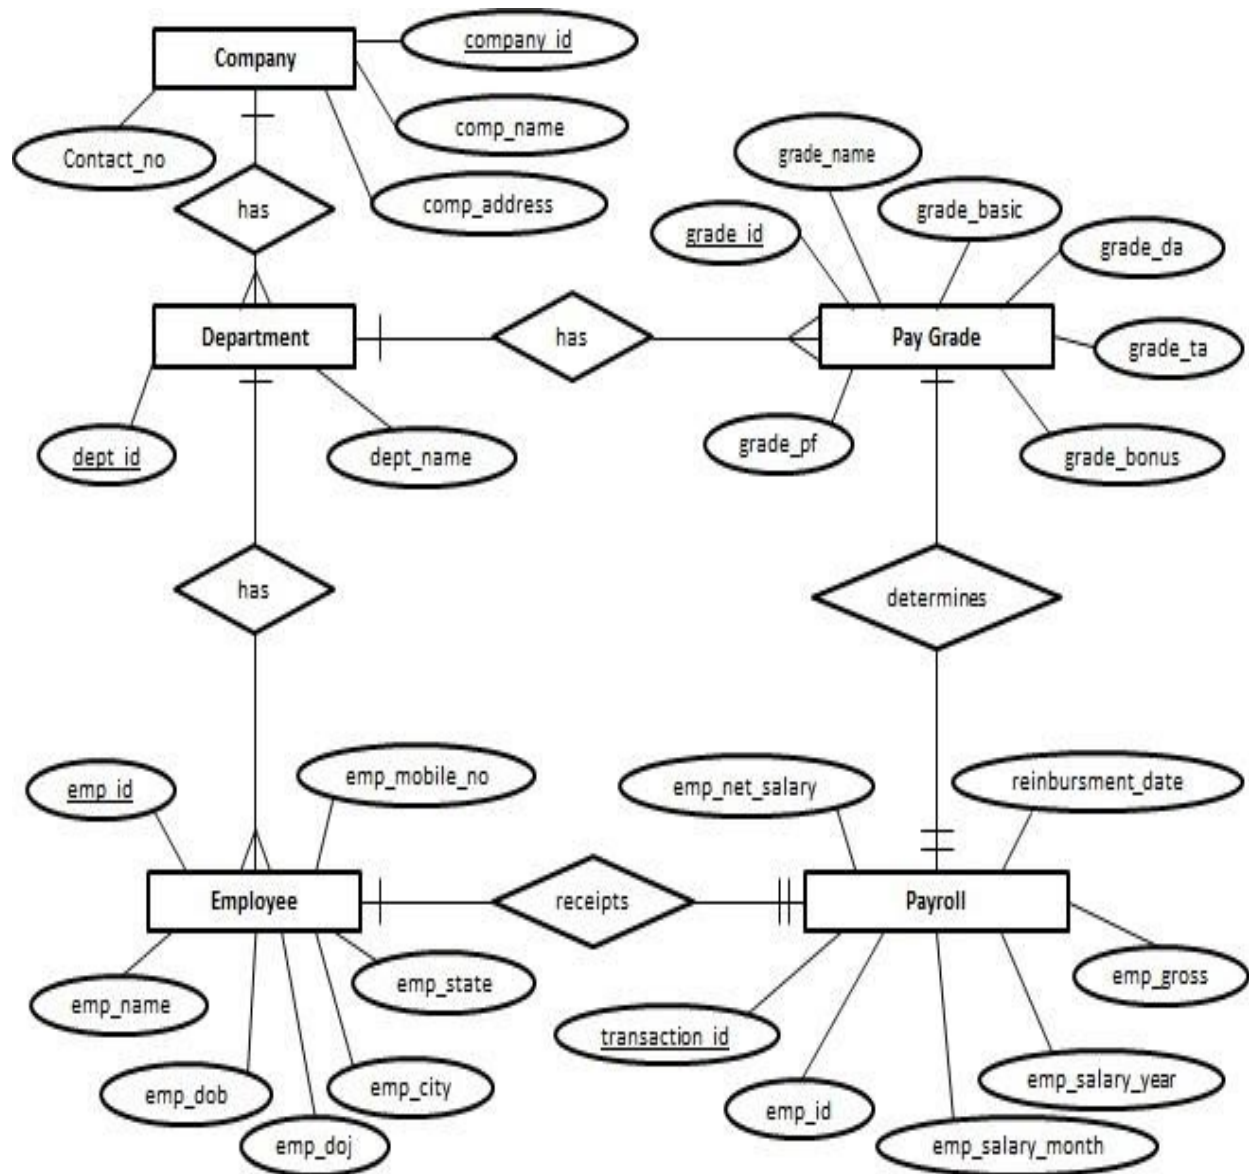 company_id
Company
comp_name
Contact_no
grade_name
comp_address
has
grade_basic
grade_id
grade_da
Department
has
Pay Grade
grade_ta
dept_id
dept_name
grade_pf
grade_bonus
has
determines
emp_id
emp_mobile_no
emp_net_salary
reinbursment_date
Employee
receipts
Payroll
emp_name
emp_state
emp_gross
transaction_id
emp_dob
emp_city
emp_salary_year
emp_id
emp_doj
emp_salary_month